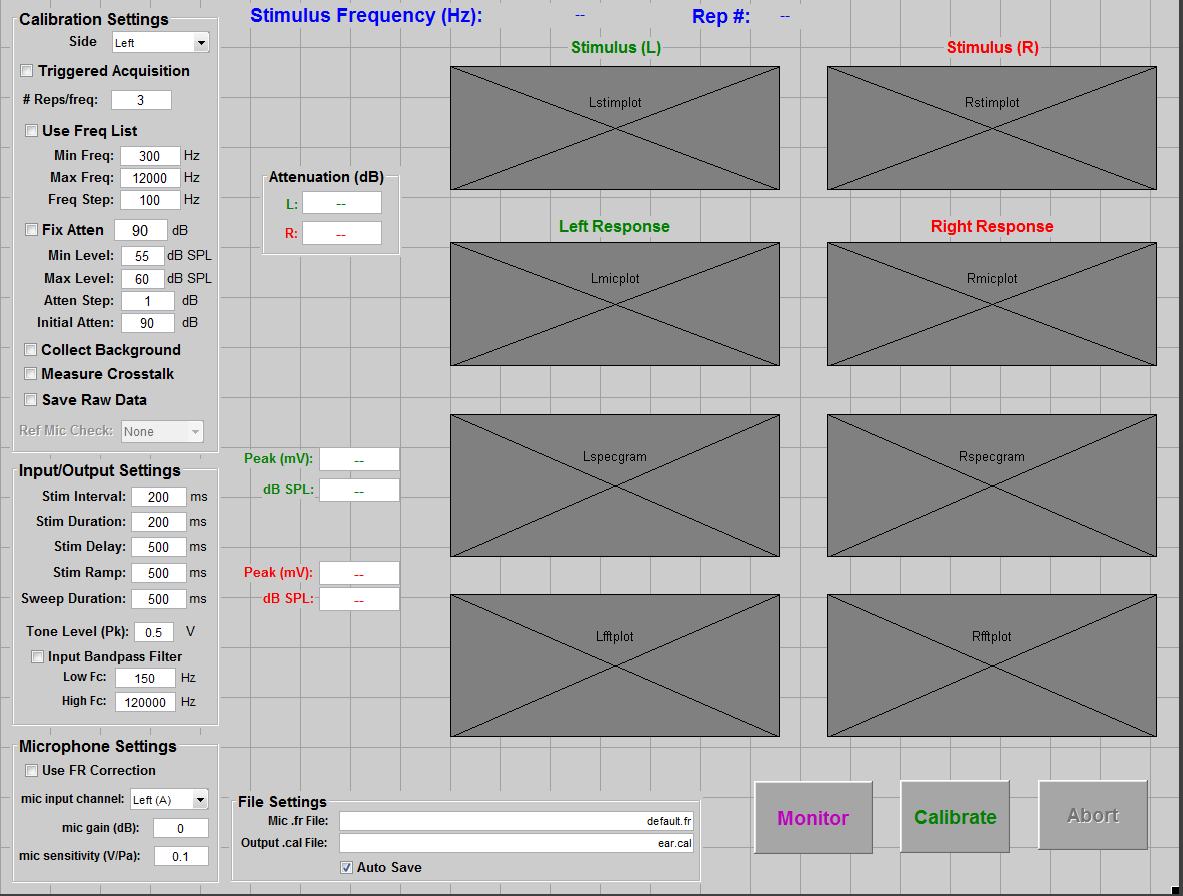 Calibration Settings
Side Left
Triggered Acquisition
# Reps/freq: 3
Use Freq List
Min Freq: 300 Hz
Max Freq: 12000 Hz
Freq Step: 100 Hz
Fix Atten 90 dB
Min Level: 55 dB SPL
Max Level: 60 dB SPL
Atten Step: 1 dB
Initial Atten: 90 dB
Collect Background
Measure Crosstalk
Save Raw Data
Ref Mic Check: None
Input/Output Settings
Stim Interval: 200 ms
Stim Duration: 200 ms
Stim Delay: 500 ms
Stim Ramp: 500 ms
Sweep Duration: 500 ms
Tone Level (Pk): 0.5 V
Input Bandpass Filter
Low Fc: 150 Hz
High Fc: 120000 Hz
Microphone Settings
Use FR Correction
mic input channel: Left (A)
mic gain (dB): 0
mic sensitivity (V/Pa): 0.1
Stimulus Frequency (Hz): -- Rep #: --
Attenuation (dB)
L: --
R: --
Peak (mV): --
dB SPL: --
Peak (mV): --
dB SPL: --
Stimulus (L)
Lstimplot
Left Response
Lmicplot
Lspecgram
Lfftplot
Stimulus (R)
Rstimplot
Right Response
Rmicplot
Rspecgram
Rfftplot
File Settings
Mic .fr File: default.fr
Output .cal File: ear.cal
Auto Save
Monitor
Calibrate
Abort